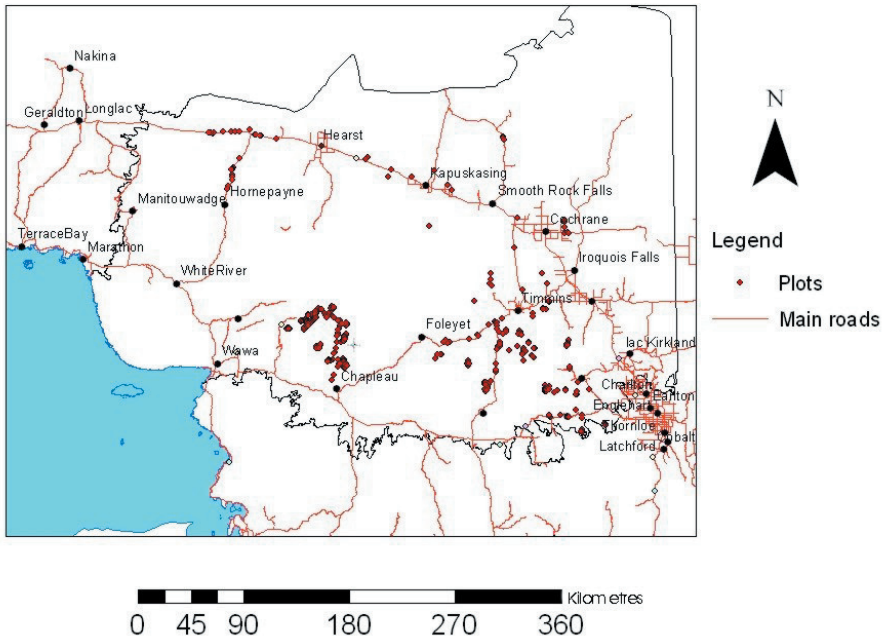 Nakina
Geraldton
Longlac
Hearst
Kapuskasing
Hornepayne
Manitouwadge
Smooth Rock Falls
Cochrane
TerraceBay
Marathon
Iroquois Falls
WhiteRiver
Timmins
Foleyet
lac Kirkland
Wawa
Chapleau
Charlton
Earlton
Englehart
Thornloe
obalt
Latchford
N
Legend
Plots
Main roads
Kilometres
0 45 90 180 270 360